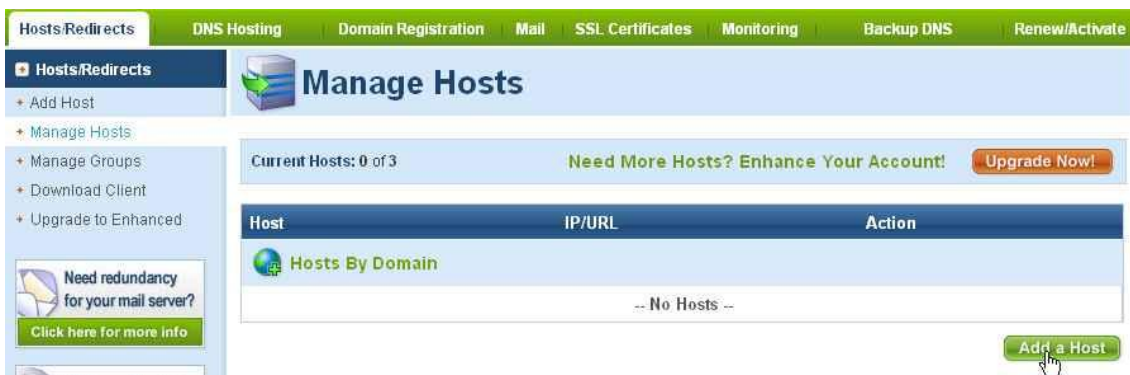 Hosts/Redirects DNS Hosting Domain Registration Mail SSL Certificates Monitoring Backup DNS Renew/Activate
Hosts/Redirects
Add Host
Manage Hosts
Manage Groups
Download Client
Upgrade to Enhanced
Need redundancy
for your mail server?
Click here for more info
Manage Hosts
Current Hosts: 0 of 3 Need More Hosts? Enhance Your Account! Upgrade Now!
Host IP/URL Action
Hosts By Domain
-- No Hosts --
Add a Host